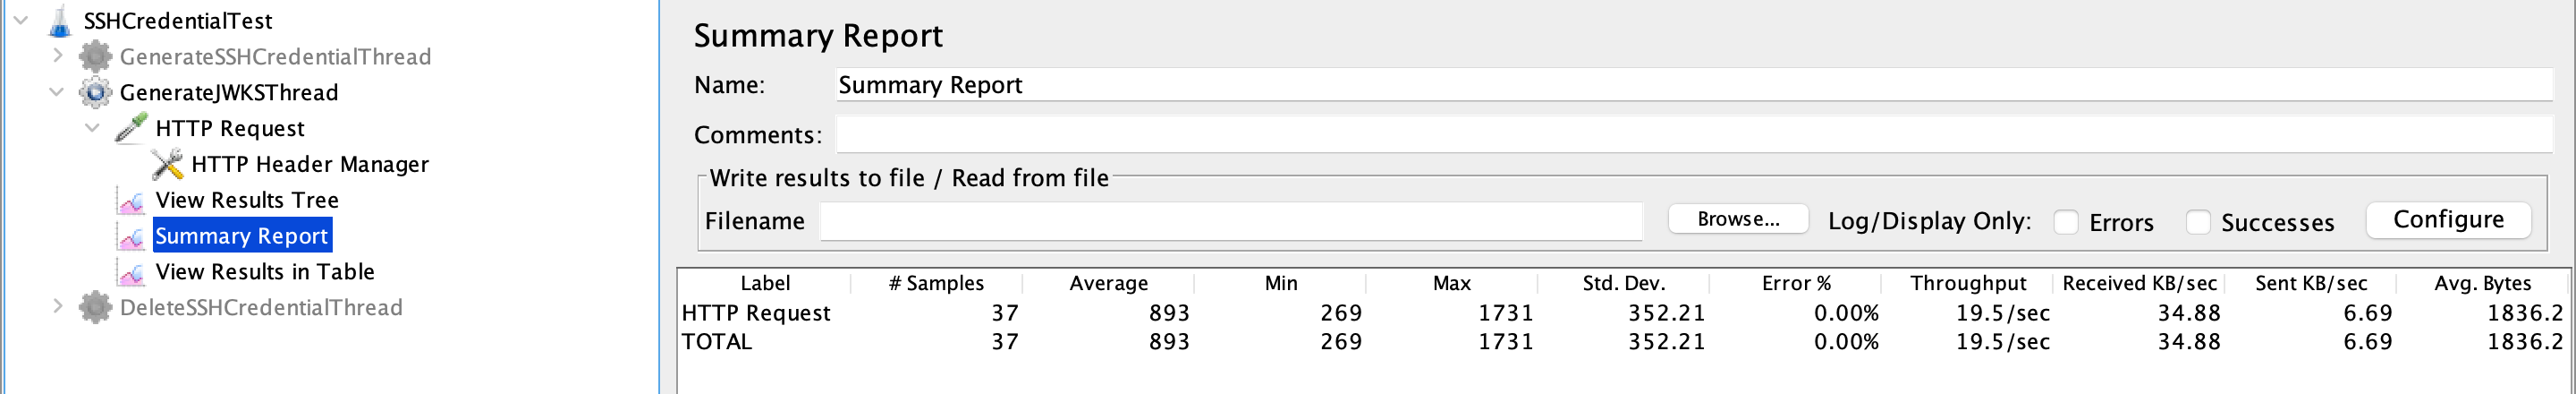 SSHCredentialTest
GenerateSSHCredentialThread
GenerateJWKSThread
HTTP Request
HTTP Header Manager
View Results Tree
Summary Report
View Results in Table
DeleteSSHCredentialThread
Summary Report
Name: Summary Report
Comments:
Write results to file / Read from file
Filename Browse... Log/Display Only: Errors Successes Configure
Label # Samples Average Min Max Std. Dev. Error % Throughput Received KB/sec Sent KB/sec Avg. Bytes
HTTP Request 37 893 269 1731 352.21 0.00% 19.5/sec 34.88 6.69 1836.2
TOTAL 37 893 269 1731 352.21 0.00% 19.5/sec 34.88 6.69 1836.2